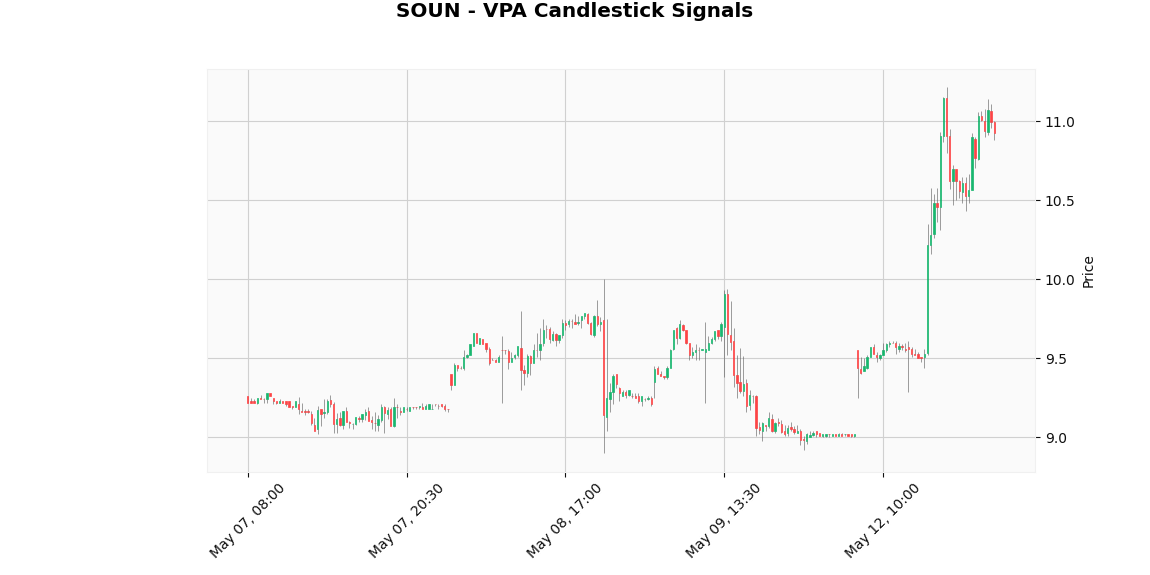 SOUN - VPA Candlestick Signals
11.0
10.5
10.0
9.5
9.0
Price
May 07, 08:00
May 07, 20:30
May 08, 17:00
May 09, 13:30
May 12, 10:00